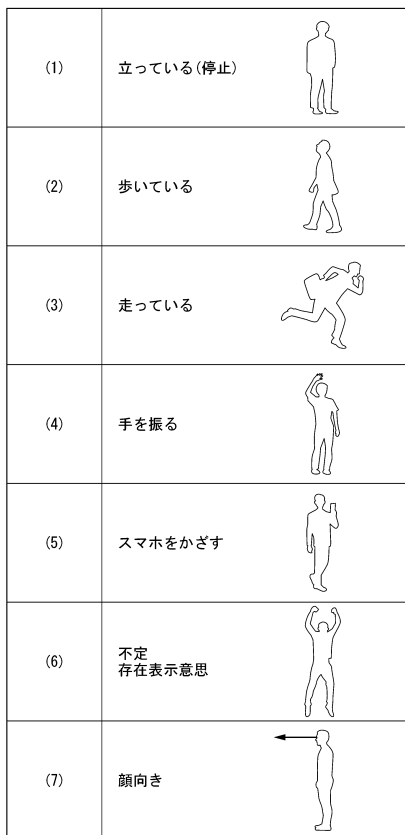 (1) 立っている(停止)
(2) 歩いている
(3) 走っている
(4) 手を振る
(5) スマホをかざす
(6) 不定
存在表示意思
(7) 顔向き